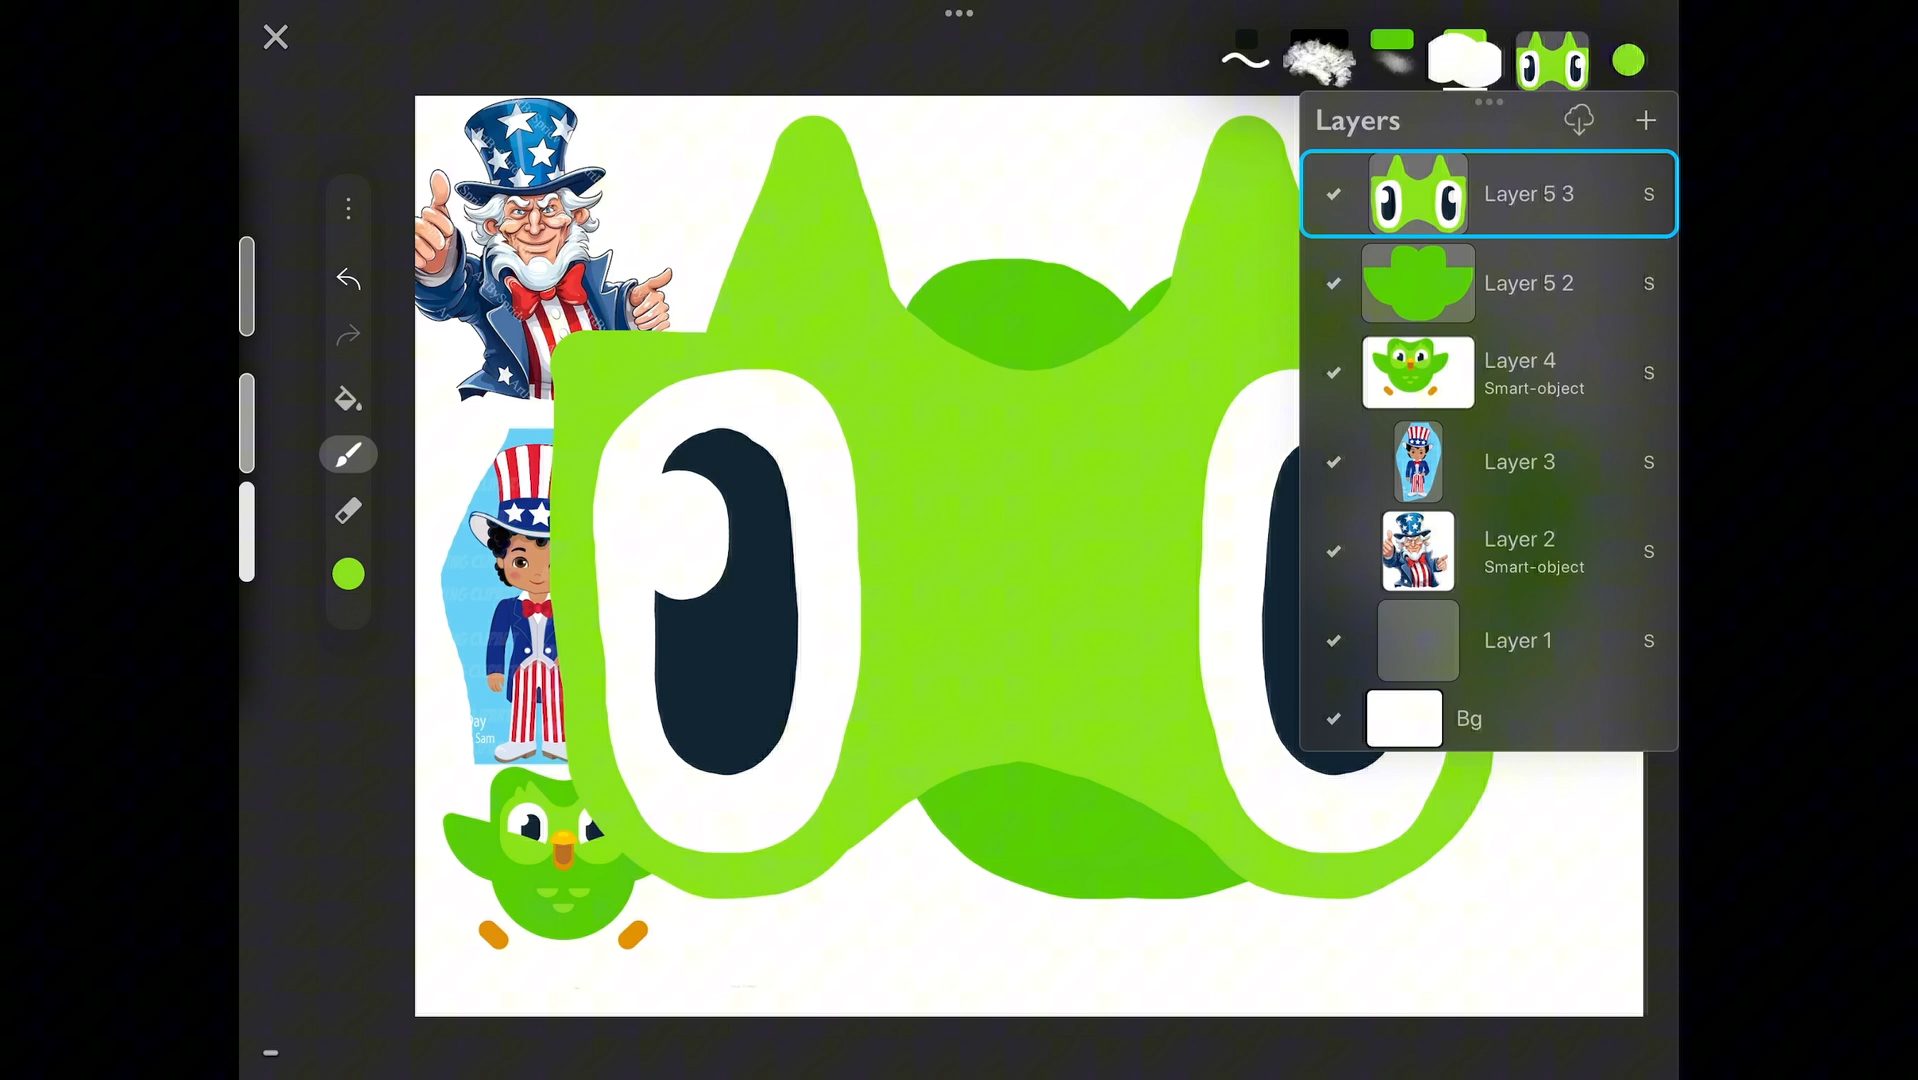 Layers
Layer 5 3
S
Layer 5 2
S
Layer 4
Smart-object
S
Layer 3
S
Layer 2
Smart-object
S
Layer 1
S
Bg
Day
Sam